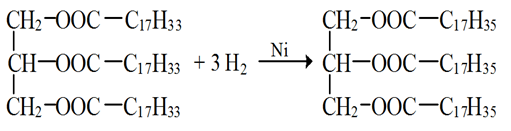 CH₂–OOC–C₁₇H₃₃ CH₂–OOC–C₁₇H₃₅
CH–OOC–C₁₇H₃₃ + 3 H₂ Ni CH–OOC–C₁₇H₃₅
CH₂–OOC–C₁₇H₃₃ CH₂–OOC–C₁₇H₃₅